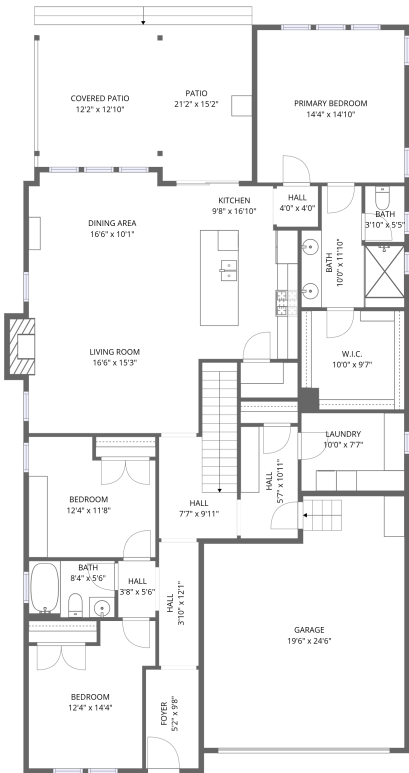 COVERED PATIO
12'2" x 12'10"
PATIO
21'2" x 15'2"
PRIMARY BEDROOM
14'4" x 14'10"
KITCHEN
9'8" x 16'10"
HALL
4'0" x 4'0"
BATH
3'10" x 5'5"
DINING AREA
16'6" x 10'1"
BATH
10'0" x 11'10"
LIVING ROOM
16'6" x 15'3"
W.I.C.
10'0" x 9'7"
LAUNDRY
10'0" x 7'7"
HALL
5'7" x 10'11"
BEDROOM
12'4" x 11'8"
HALL
7'7" x 9'11"
BATH
8'4" x 5'6"
HALL
3'8" x 5'6"
HALL
3'10" x 12'1"
GARAGE
19'6" x 24'6"
BEDROOM
12'4" x 14'4"
FOYER
5'2" x 9'8"